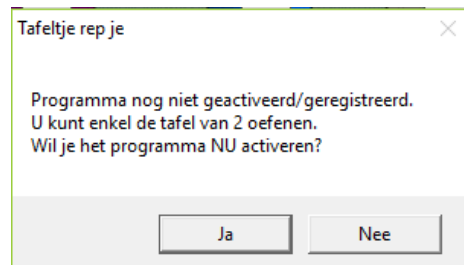 Tafeltje rep je
Programma nog niet geactiveerd/geregistreerd.
U kunt enkel de tafel van 2 oefenen.
Wil je het programma NU activeren?
Ja
Nee